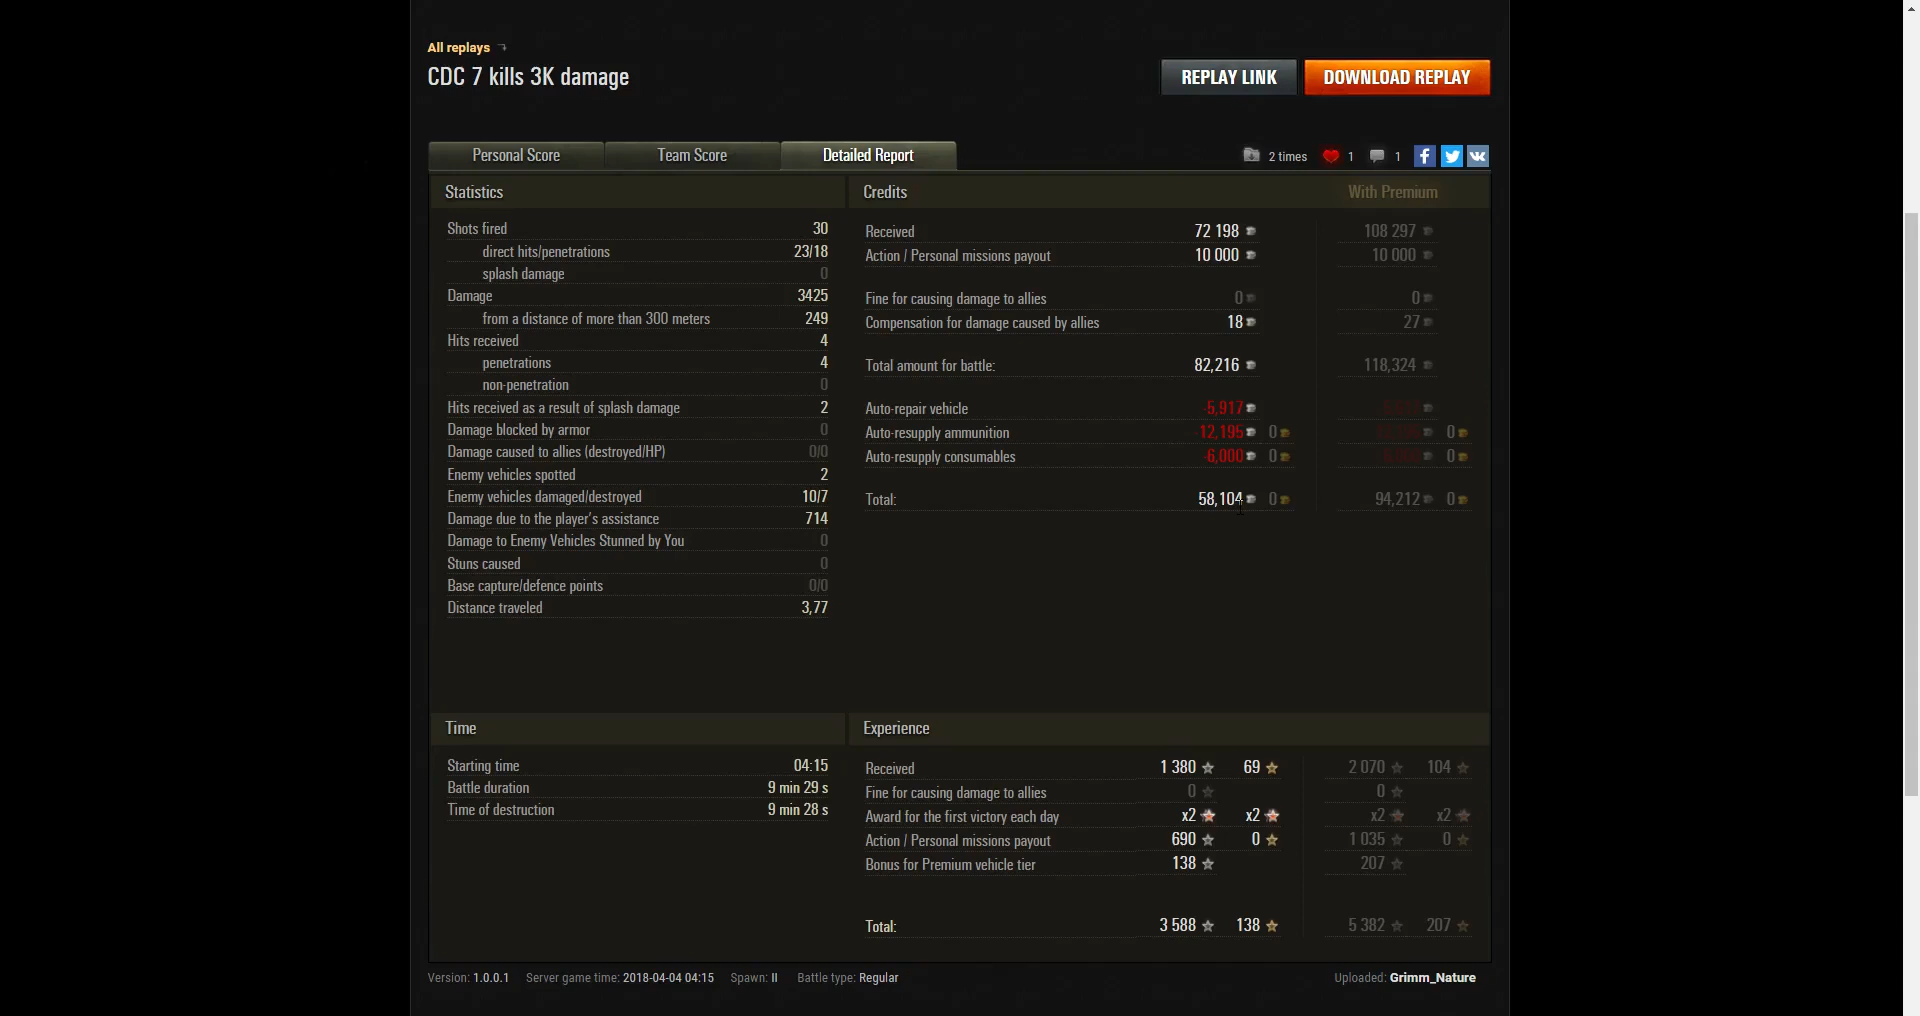 All replays
CDC 7 kills 3K damage
REPLAY LINK
DOWNLOAD REPLAY
Personal Score Team Score Detailed Report 2 times 1 1
Statistics
Shots fired 30
direct hits/penetrations 23/18
splash damage 0
Damage 3425
from a distance of more than 300 meters 249
Hits received 4
penetrations 4
non-penetration 0
Hits received as a result of splash damage 2
Damage blocked by armor 0
Damage caused to allies (destroyed/HP) 0/0
Enemy vehicles spotted 2
Enemy vehicles damaged/destroyed 10/7
Damage due to the player's assistance 714
Damage to Enemy Vehicles Stunned by You 0
Stuns caused 0
Base capture/defence points 0/0
Distance traveled 3,77
Credits With Premium
Received 72 198 108 297
Action / Personal missions payout 10 000 10 000
Fine for causing damage to allies 0 0
Compensation for damage caused by allies 18 27
Total amount for battle: 82,216 118,324
Auto-repair vehicle -5,917
Auto-resupply ammunition -12,195 0 0
Auto-resupply consumables -6,000 0 0
Total: 58,104 0 94,212 0
Time
Starting time 04:15
Battle duration 9 min 29 s
Time of destruction 9 min 28 s
Experience
Received 1 380 69 2 070 104
Fine for causing damage to allies 0 0
Award for the first victory each day x2 x2 x2 x2
Action / Personal missions payout 690 0 1 035 0
Bonus for Premium vehicle tier 138 207
Total: 3 588 138 5 382 207
Version: 1.0.0.1 Server game time: 2018-04-04 04:15 Spawn: II Battle type: Regular Uploaded: Grimm_Nature